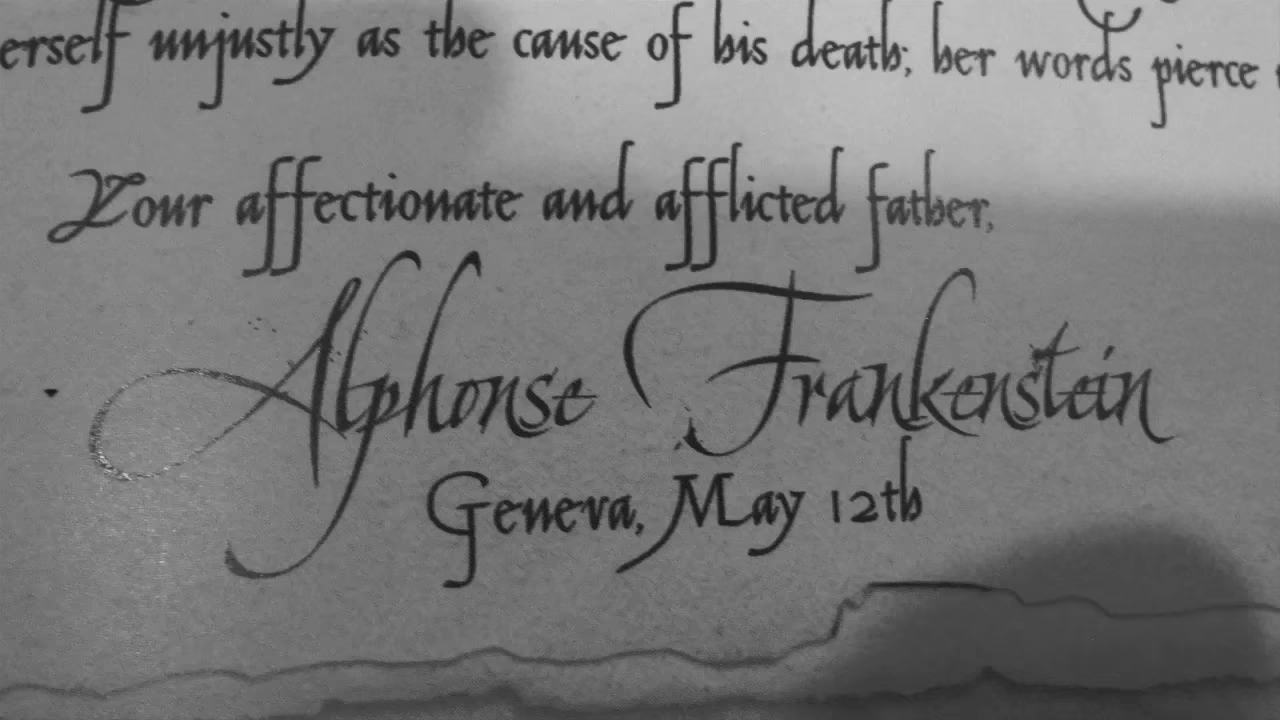 erself unjustly as the cause of his death; her words pierce
Your affectionate and afflicted father,
Alphonse Frankenstein
Geneva, May 12th